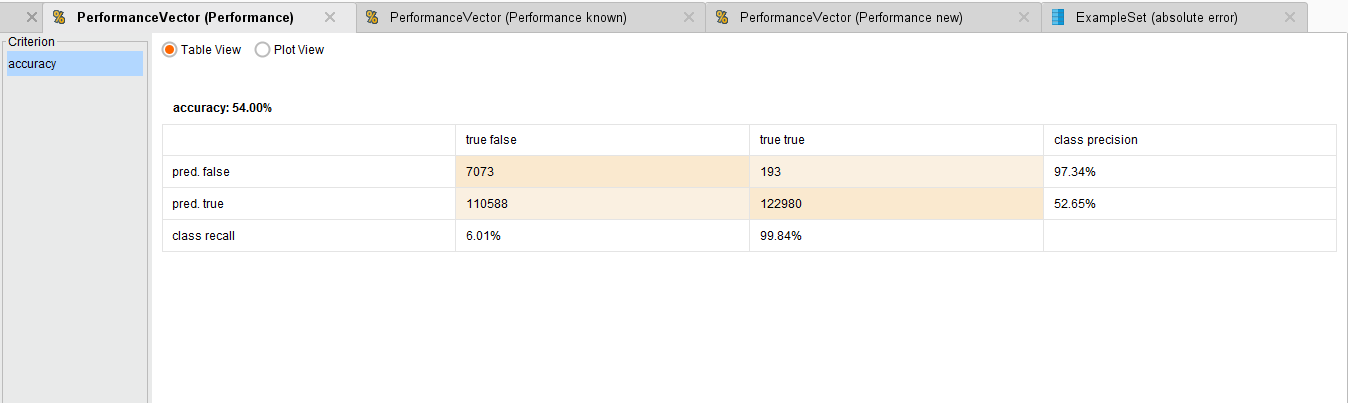 PerformanceVector (Performance) PerformanceVector (Performance known) PerformanceVector (Performance new) ExampleSet (absolute error)
Criterion
accuracy
Table View Plot View
accuracy: 54.00%
true false true true class precision
pred. false 7073 193 97.34%
pred. true 110588 122980 52.65%
class recall 6.01% 99.84%